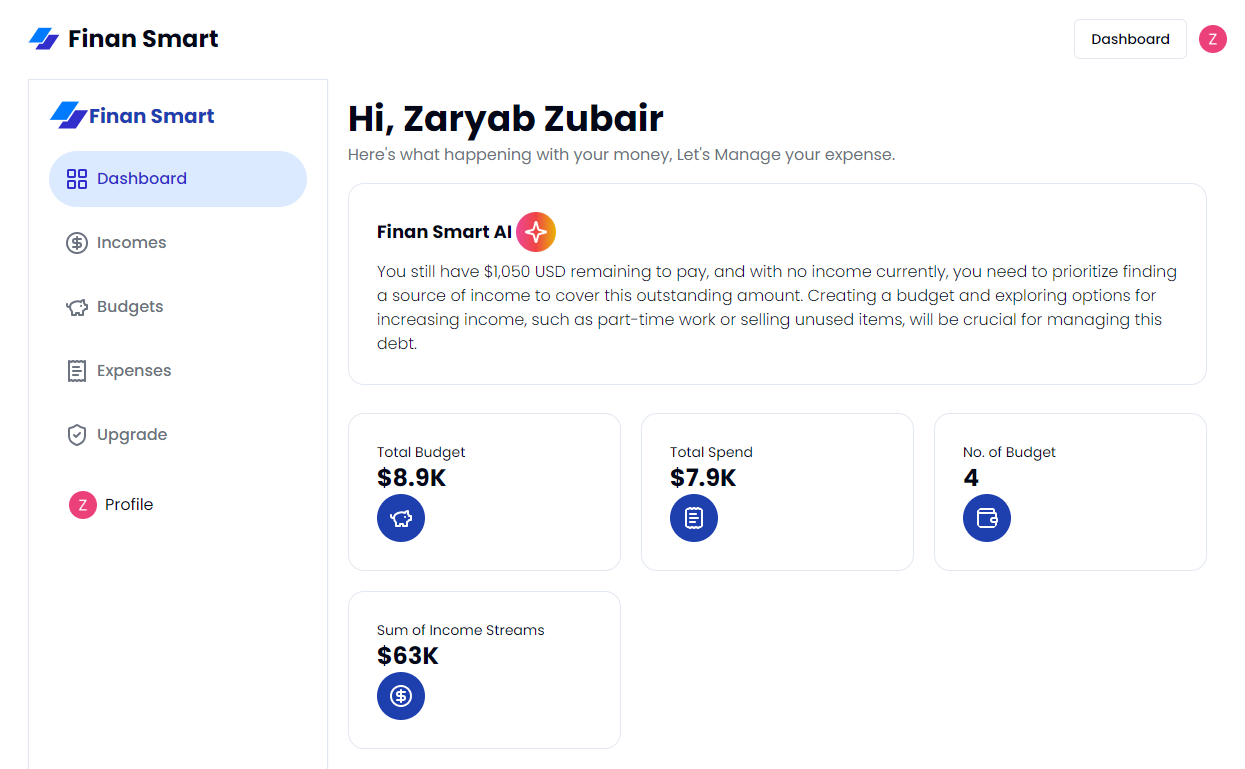 Finan Smart
Dashboard
Z
Finan Smart
Dashboard
Incomes
Budgets
Expenses
Upgrade
Z
Profile
Hi, Zaryab Zubair
Here's what happening with your money, Let's Manage your expense.
Finan Smart AI
You still have $1,050 USD remaining to pay, and with no income currently, you need to prioritize finding
a source of income to cover this outstanding amount. Creating a budget and exploring options for
increasing income, such as part-time work or selling unused items, will be crucial for managing this
debt.
Total Budget
$8.9K
Total Spend
$7.9K
No. of Budget
4
Sum of Income Streams
$63K